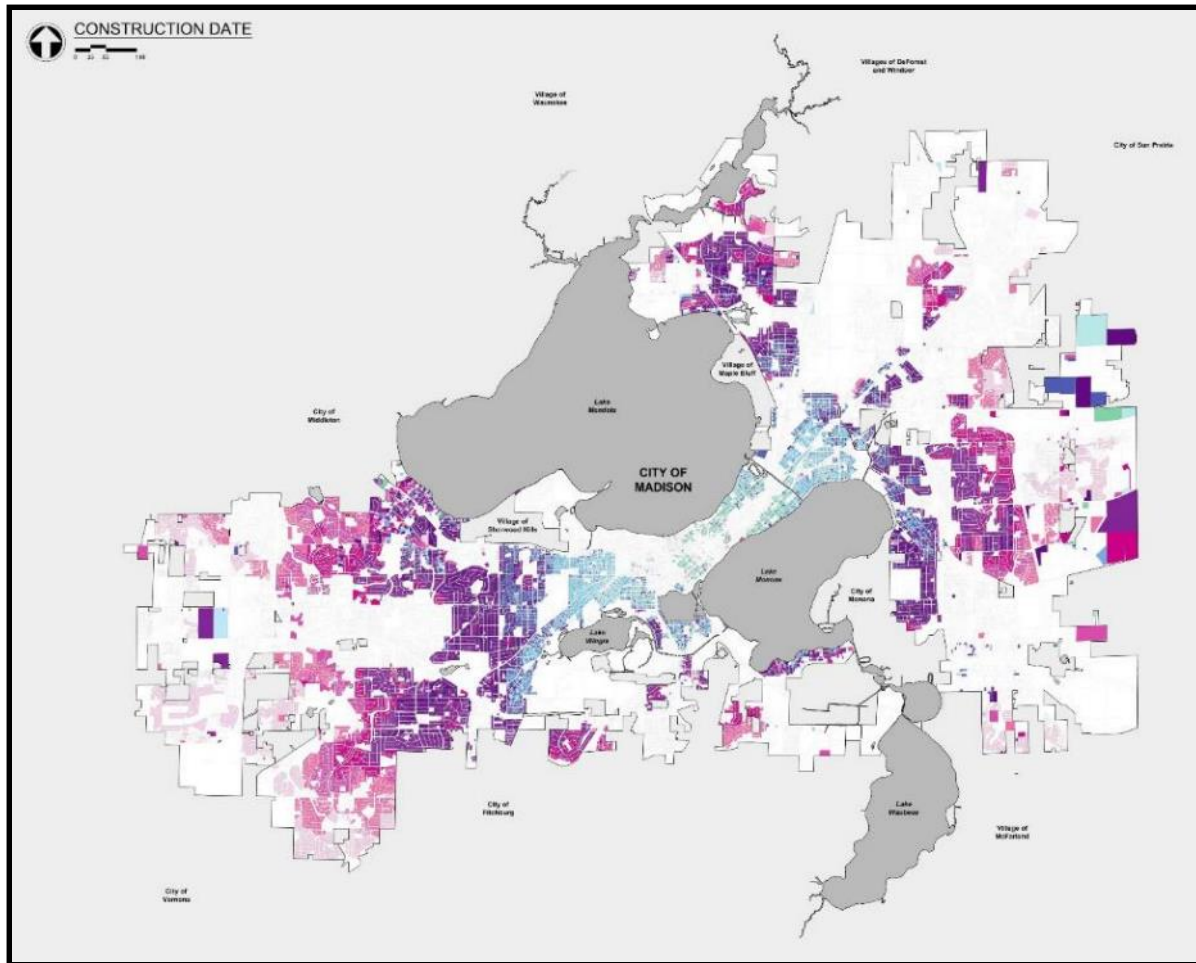 CONSTRUCTION DATE
Villages of DeForest
and Windsor
Village of
Waunakee
City of Sun Prairie
Village of
Maple Bluff
Lake
Mendota
City of
Middleton
CITY OF
MADISON
Village of
Shorewood Hills
Lake
Monona
City of
Monona
Lake
Wingra
City of
Fitchburg
Lake
Waubesa
Village of
McFarland
City of
Verona